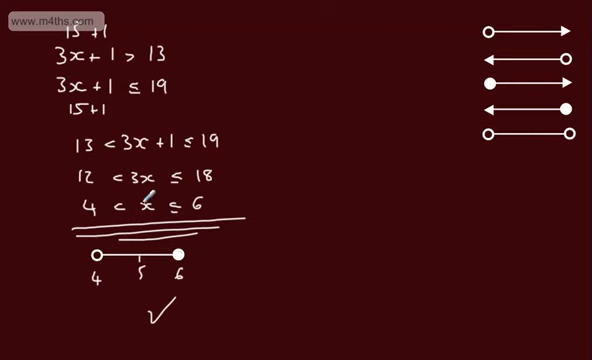 www.m4ths.com
15+1
3x+1 > 13
3x+1 ≤ 19
15+1
13 < 3x+1 ≤ 19
12 < 3x ≤ 18
4 < x ≤ 6
4 5 6